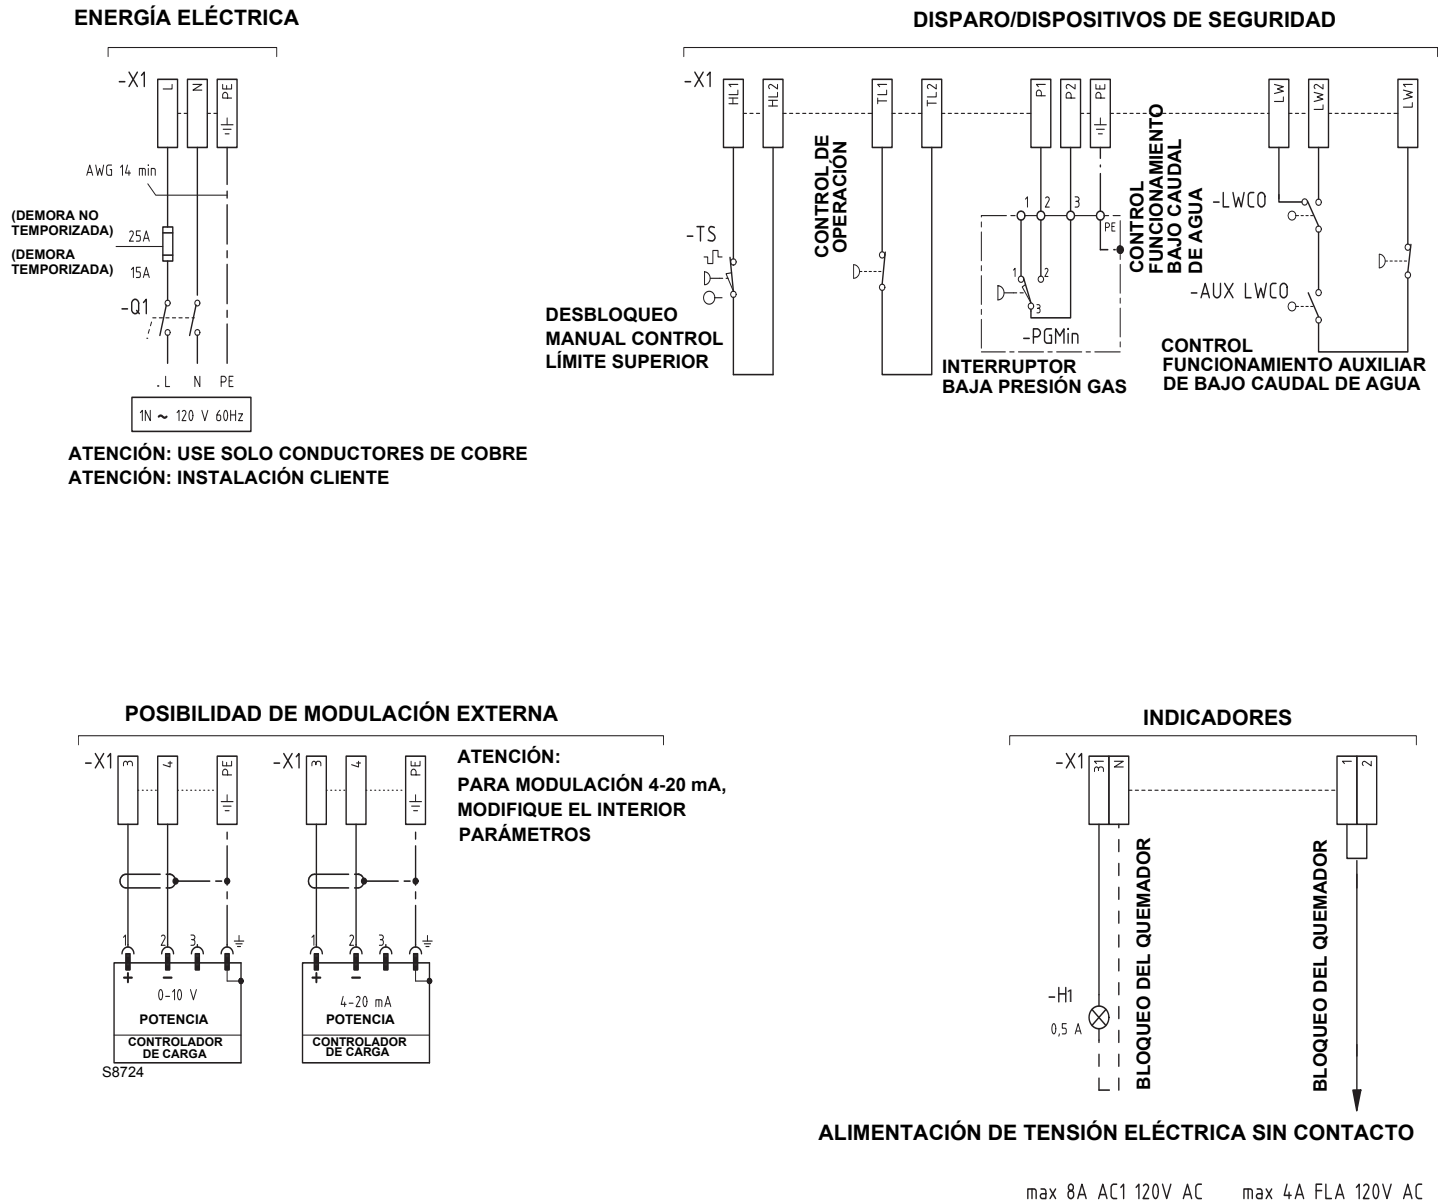 ENERGÍA ELÉCTRICA
-X1
L
N
PE
AWG 14 min
(DEMORA NO
TEMPORIZADA)
25A
(DEMORA
TEMPORIZADA)
15A
-Q1
.L
N
PE
1N ~ 120 V 60Hz
ATENCIÓN: USE SOLO CONDUCTORES DE COBRE
ATENCIÓN: INSTALACIÓN CLIENTE
DISPARO/DISPOSITIVOS DE SEGURIDAD
-X1
HL1
HL2
TL1
TL2
P1
P2
PE
LW
LW2
LW1
-TS
DESBLOQUEO
MANUAL CONTROL
LÍMITE SUPERIOR
CONTROL DE
OPERACIÓN
1
2
3
PE
1
2
3
-PGMin
INTERRUPTOR
BAJA PRESIÓN GAS
CONTROL
FUNCIONAMIENTO
BAJO CAUDAL
DE AGUA
-LWCO
-AUX LWCO
CONTROL
FUNCIONAMIENTO AUXILIAR
DE BAJO CAUDAL DE AGUA
POSIBILIDAD DE MODULACIÓN EXTERNA
-X1
3
4
PE
1
2
3.
+
-
0-10 V
POTENCIA
CONTROLADOR
DE CARGA
S8724
-X1
3
4
PE
1
2
3.
+
-
4-20 mA
POTENCIA
CONTROLADOR
DE CARGA
ATENCIÓN:
PARA MODULACIÓN 4-20 mA,
MODIFIQUE EL INTERIOR
PARÁMETROS
INDICADORES
-X1
31
N
1
2
-H1
0,5 A
BLOQUEO DEL QUEMADOR
BLOQUEO DEL QUEMADOR
ALIMENTACIÓN DE TENSIÓN ELÉCTRICA SIN CONTACTO
max 8A AC1 120V AC
max 4A FLA 120V AC